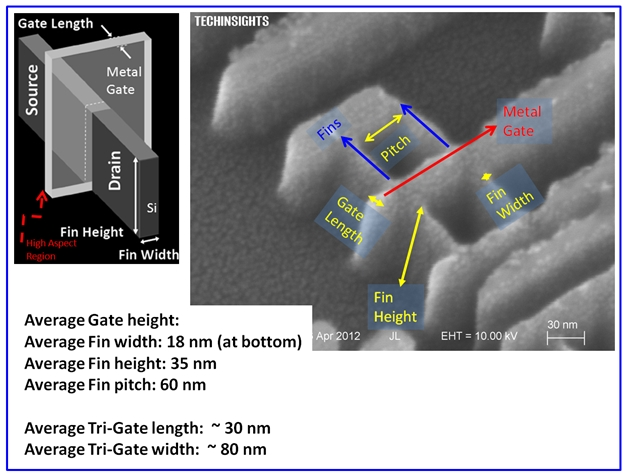 Gate Length
Metal
Gate
Source
Drain
Si
Fin Height
Fin Width
High Aspect
Region
TECHINSIGHTS
Metal
Gate
Fins
Pitch
Gate
Length
Fin
Width
Fin
Height
Apr 2012 JL EHT = 10.00 kV 30 nm
Average Gate height:
Average Fin width: 18 nm (at bottom)
Average Fin height: 35 nm
Average Fin pitch: 60 nm
Average Tri-Gate length: ~ 30 nm
Average Tri-Gate width: ~ 80 nm